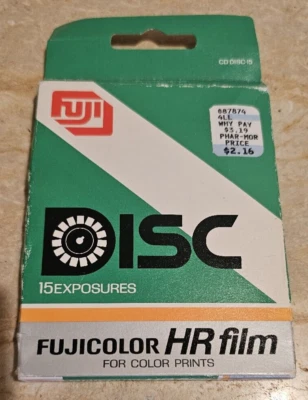 CD DISC 15
FUJI
687874
4LL
WHY PAY
$3.19
PHAR-MOR
PRICE
$2.16
DISC
15EXPOSURES
FUJICOLOR HR film
FOR COLOR PRINTS